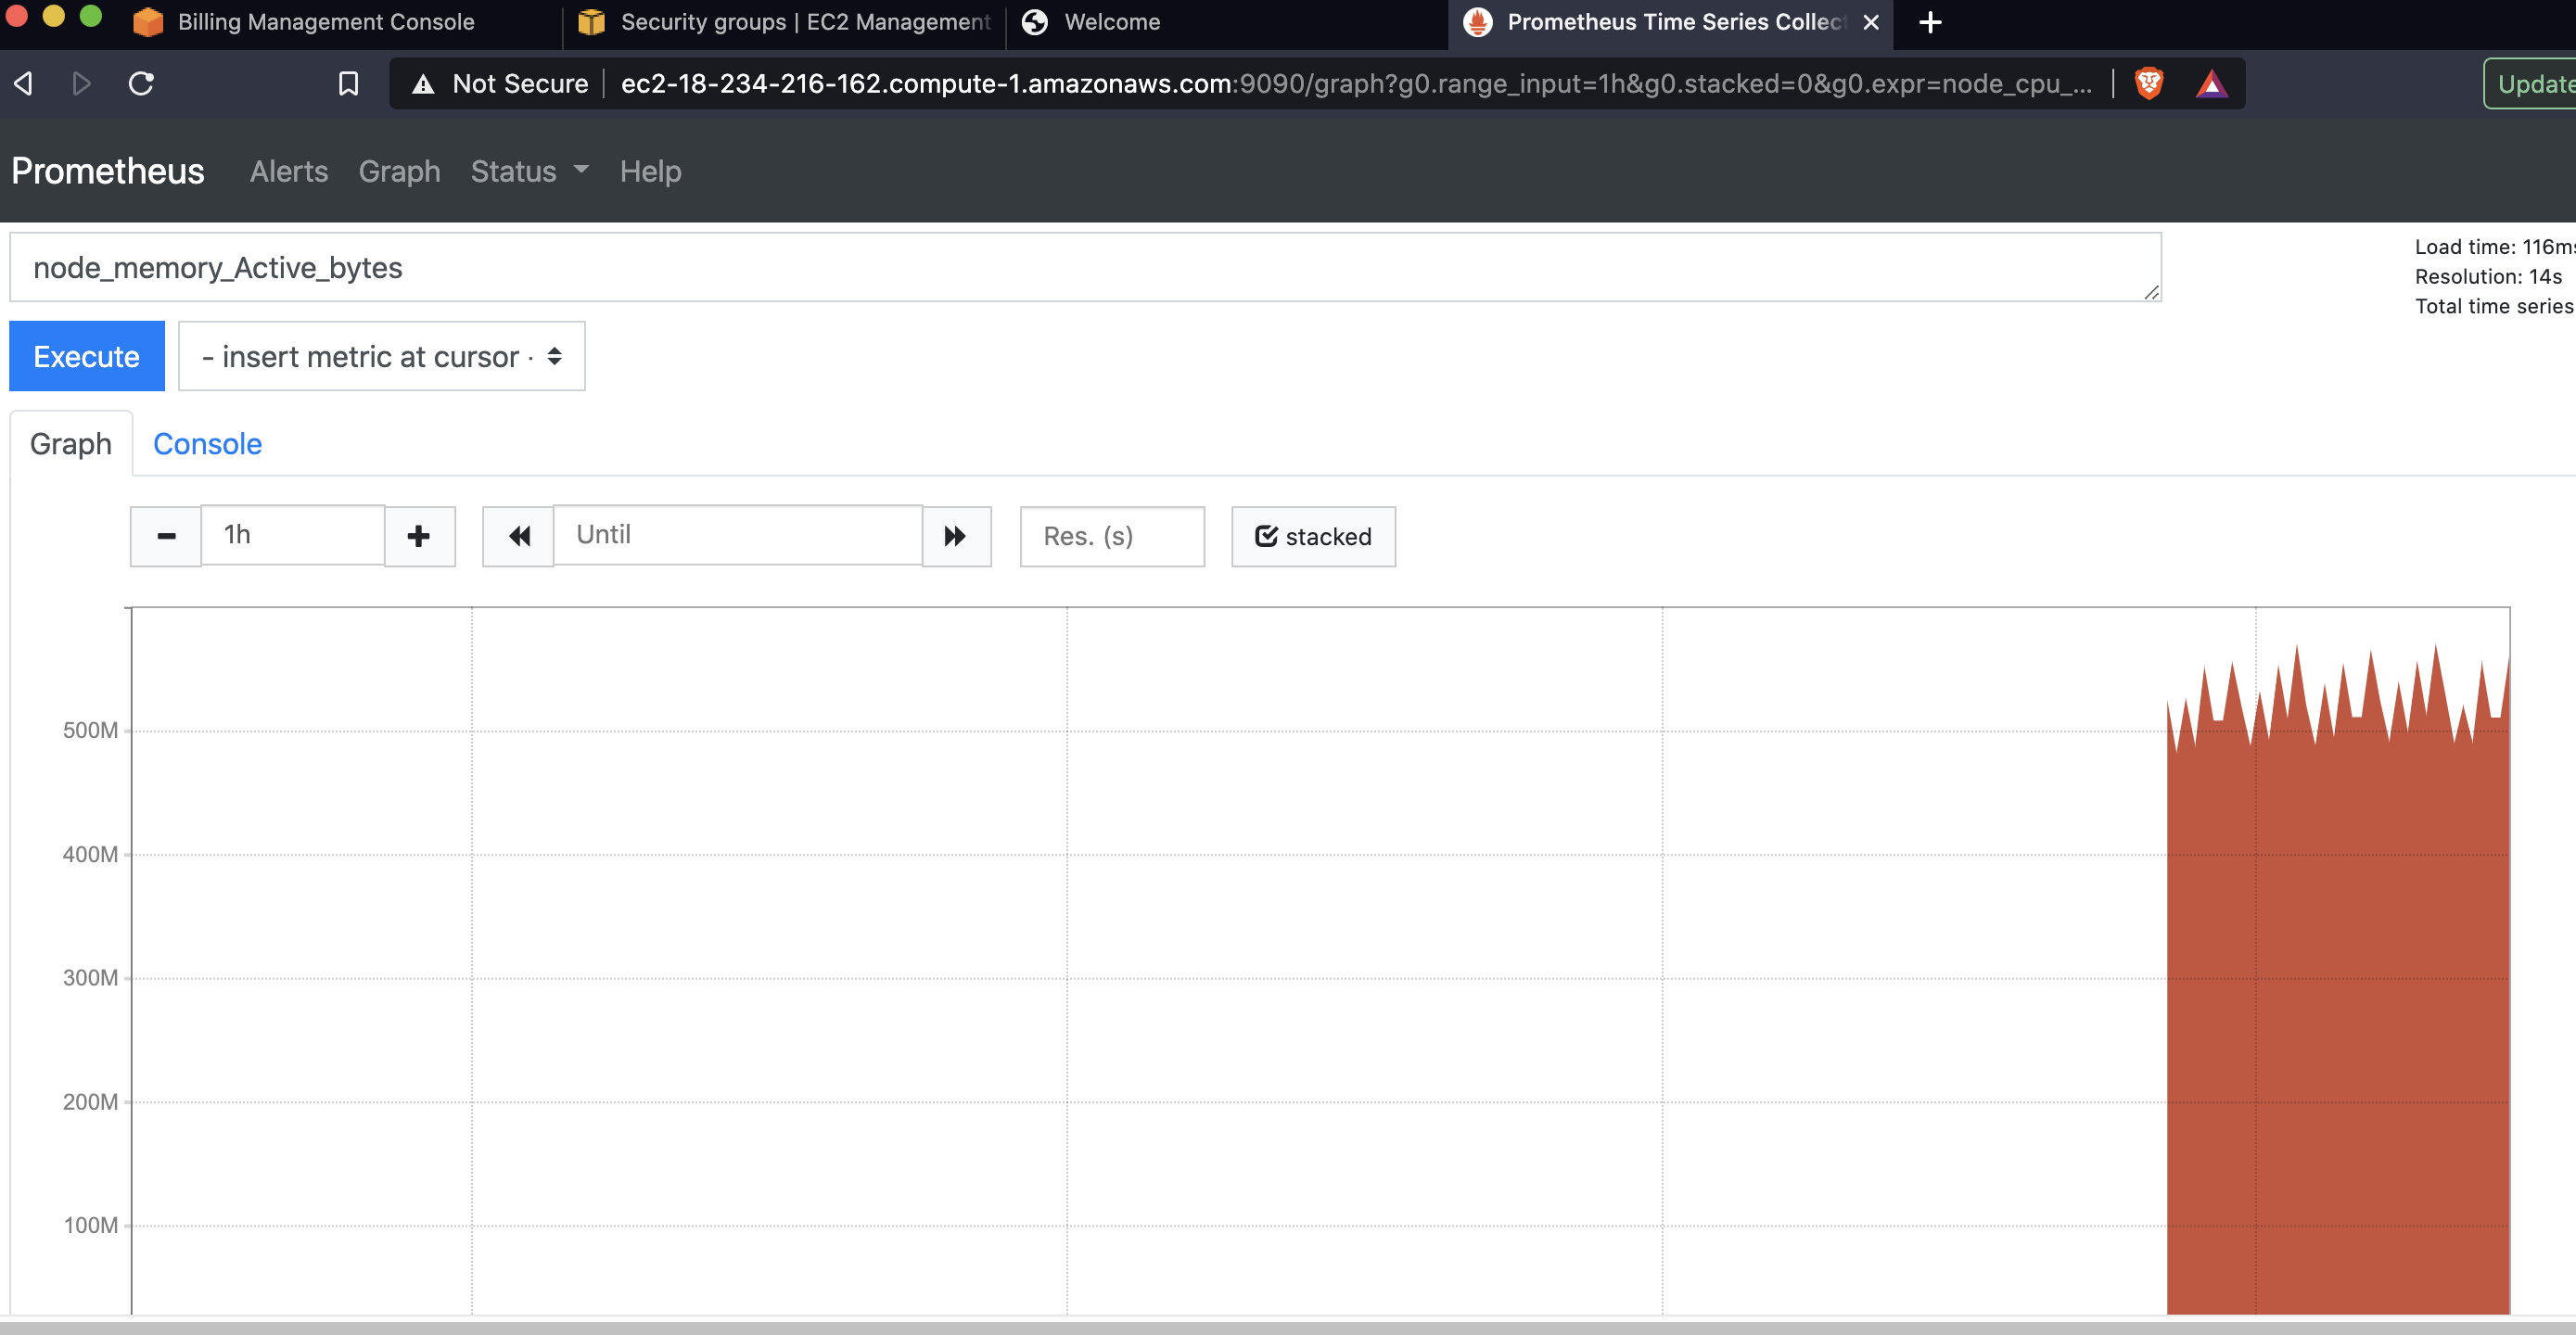 Billing Management Console
Security groups | EC2 Management
Welcome
Prometheus Time Series Collec
Not Secure
ec2-18-234-216-162.compute-1.amazonaws.com:9090/graph?g0.range_input=1h&g0.stacked=0&g0.expr=node_cpu_...
Update
Prometheus Alerts Graph Status Help
node_memory_Active_bytes
Load time: 116ms
Resolution: 14s
Total time series
Execute
- insert metric at cursor -
Graph Console
1h
Until
Res. (s)
stacked
500M
400M
300M
200M
100M